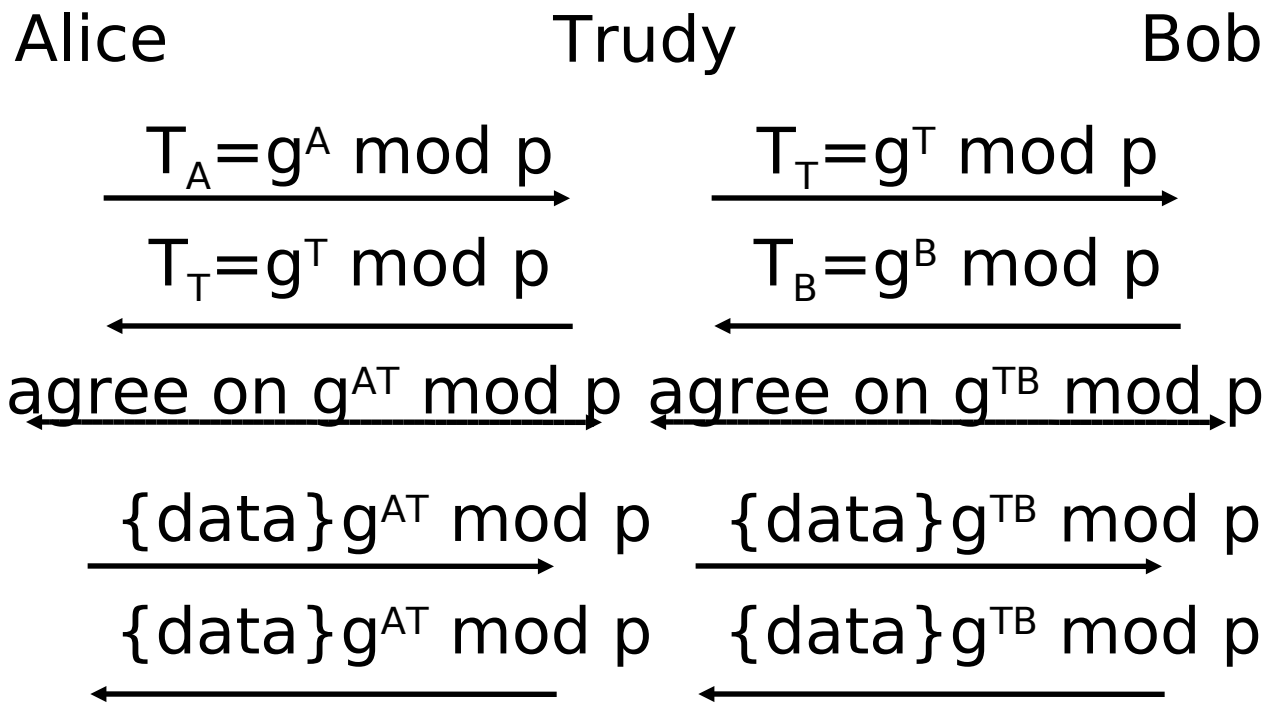 Alice Trudy Bob
T_A=g^A mod p T_T=g^T mod p
T_T=g^T mod p T_B=g^B mod p
agree on g^AT mod p agree on g^TB mod p
{data}g^AT mod p {data}g^TB mod p
{data}g^AT mod p {data}g^TB mod p